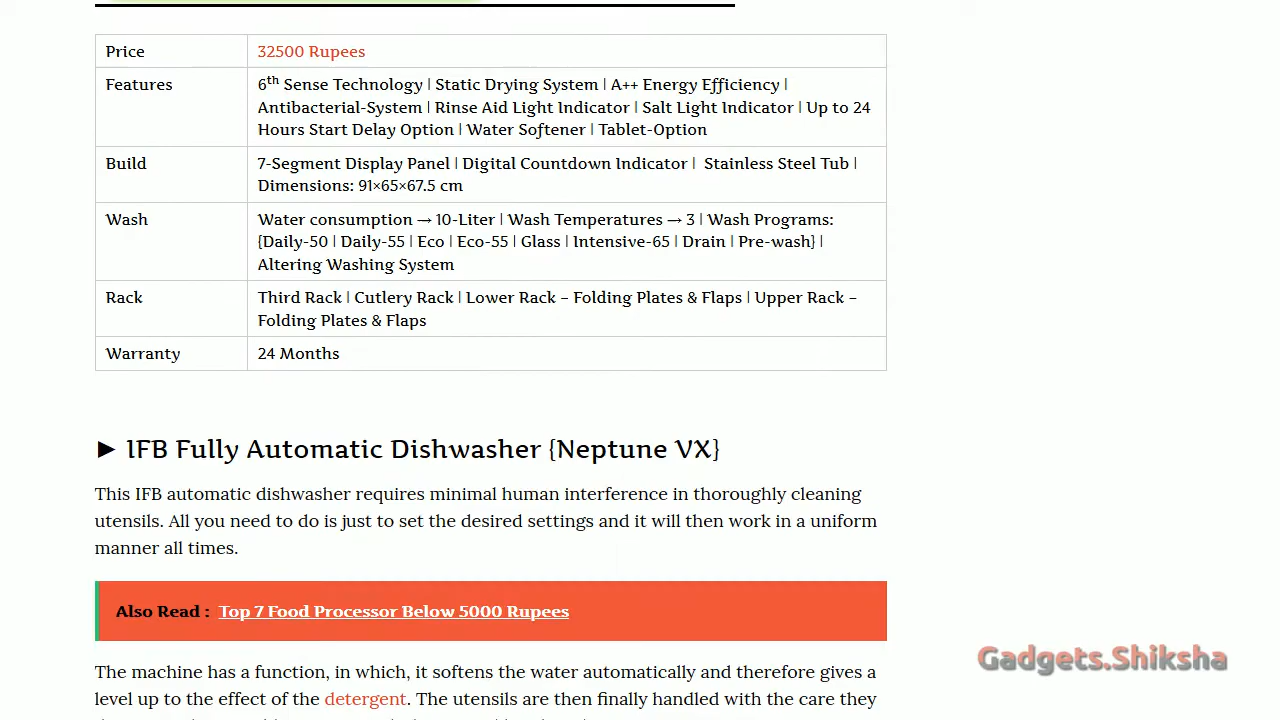 Price 32500 Rupees
Features 6th Sense Technology | Static Drying System | A++ Energy Efficiency |
Antibacterial-System | Rinse Aid Light Indicator | Salt Light Indicator | Up to 24
Hours Start Delay Option | Water Softener | Tablet-Option
Build 7-Segment Display Panel | Digital Countdown Indicator | Stainless Steel Tub |
Dimensions: 91×65×67.5 cm
Wash Water consumption → 10-Liter | Wash Temperatures → 3 | Wash Programs:
{Daily-50 | Daily-55 | Eco | Eco-55 | Glass | Intensive-65 | Drain | Pre-wash} |
Altering Washing System
Rack Third Rack | Cutlery Rack | Lower Rack – Folding Plates & Flaps | Upper Rack –
Folding Plates & Flaps
Warranty 24 Months
► IFB Fully Automatic Dishwasher {Neptune VX}
This IFB automatic dishwasher requires minimal human interference in thoroughly cleaning
utensils. All you need to do is just to set the desired settings and it will then work in a uniform
manner all times.
Also Read : Top 7 Food Processor Below 5000 Rupees
The machine has a function, in which, it softens the water automatically and therefore gives a
level up to the effect of the detergent. The utensils are then finally handled with the care they
Gadgets.Shiksha